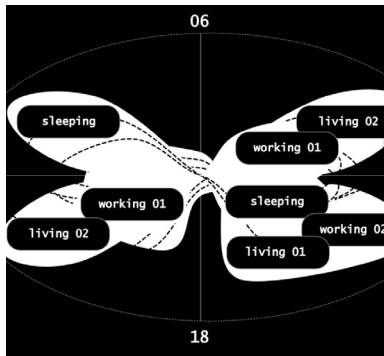 06
sleeping
living 02
working 01
sleeping
working 01
living 02
working 02
living 01
18